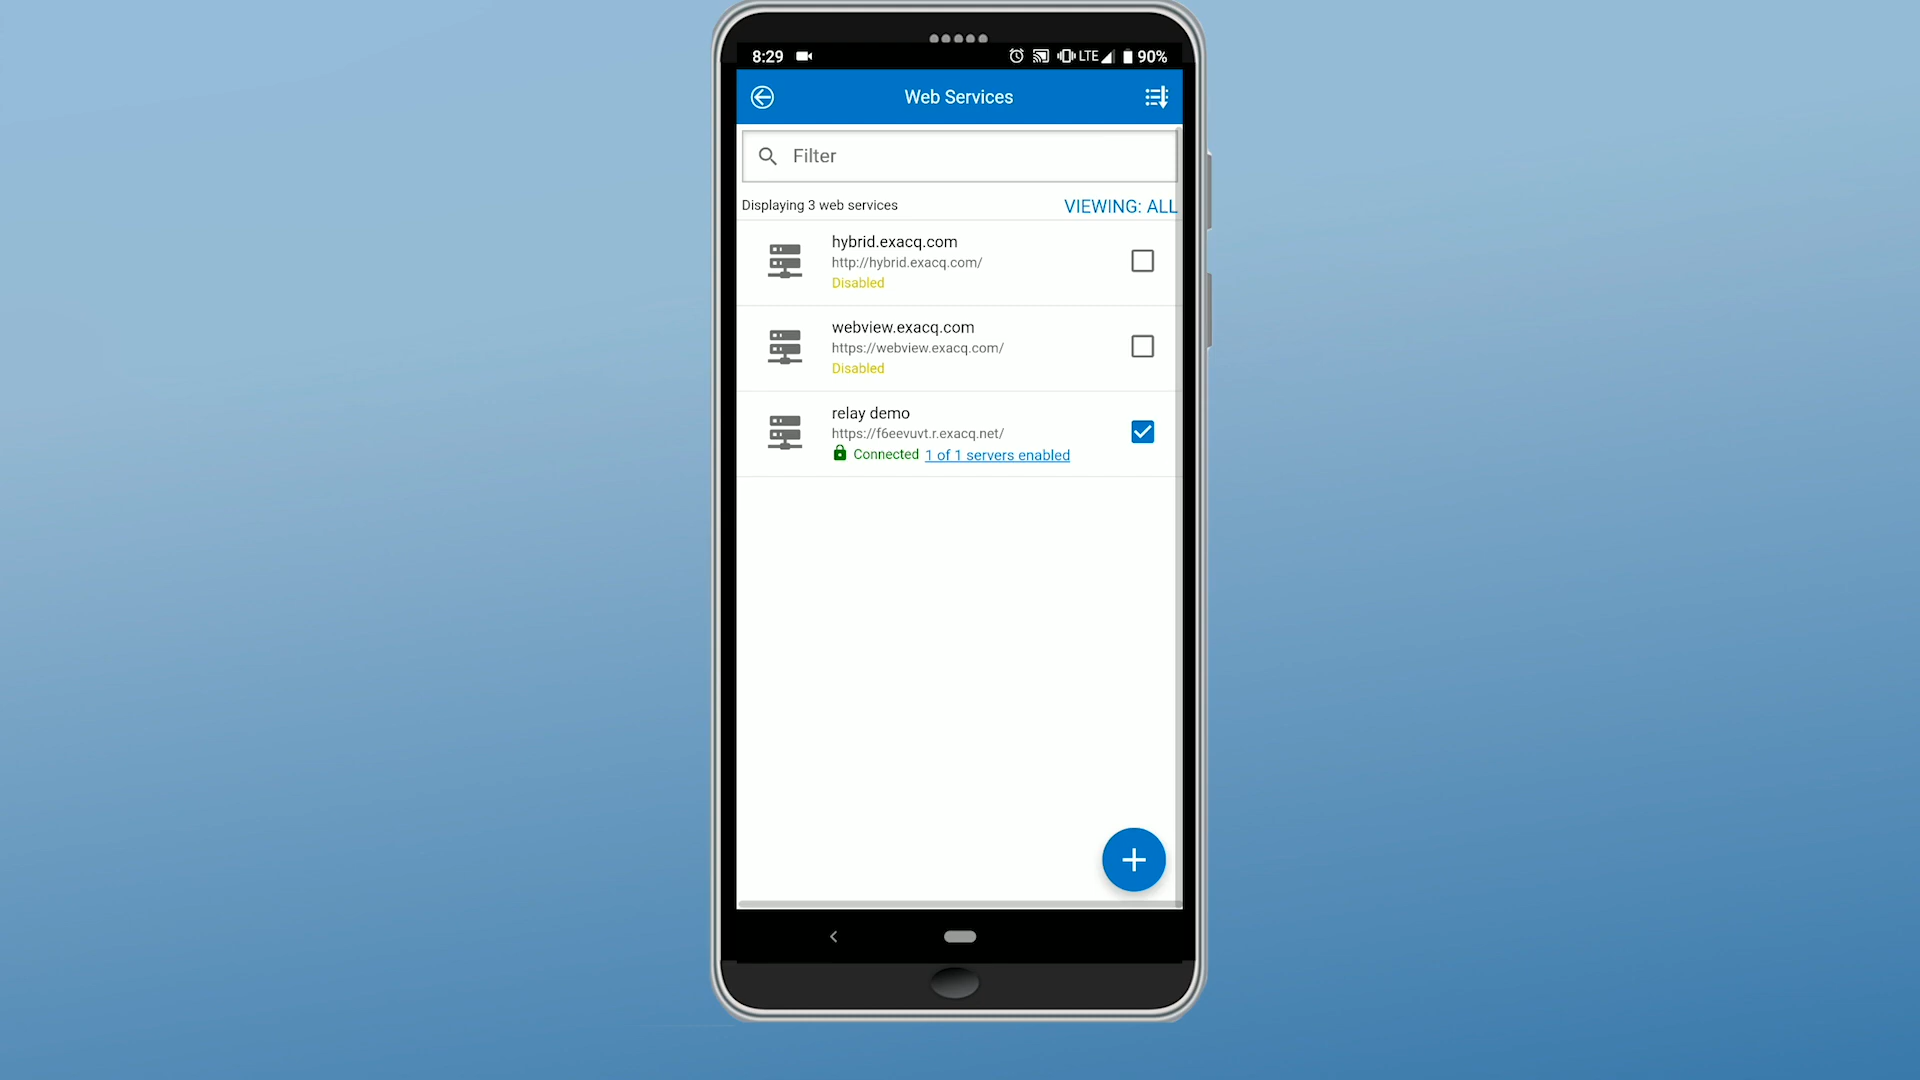 8:29 LTE 90%
Web Services
Filter
Displaying 3 web services VIEWING: ALL
hybrid.exacq.com
http://hybrid.exacq.com/
Disabled
webview.exacq.com
https://webview.exacq.com/
Disabled
relay demo
https://f6eevuvt.r.exacq.net/
Connected 1 of 1 servers enabled